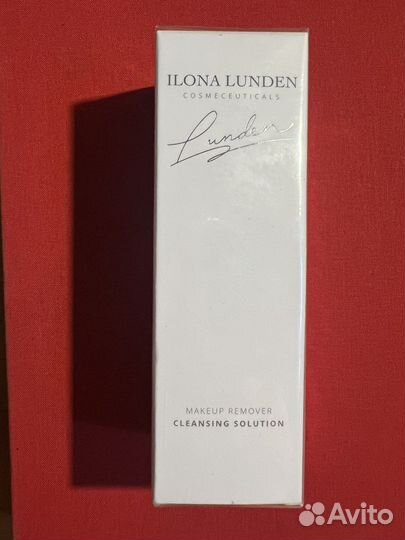 ILONA LUNDEN
COSMECEUTICALS
Lunden
MAKEUP REMOVER
CLEANSING SOLUTION
Avito